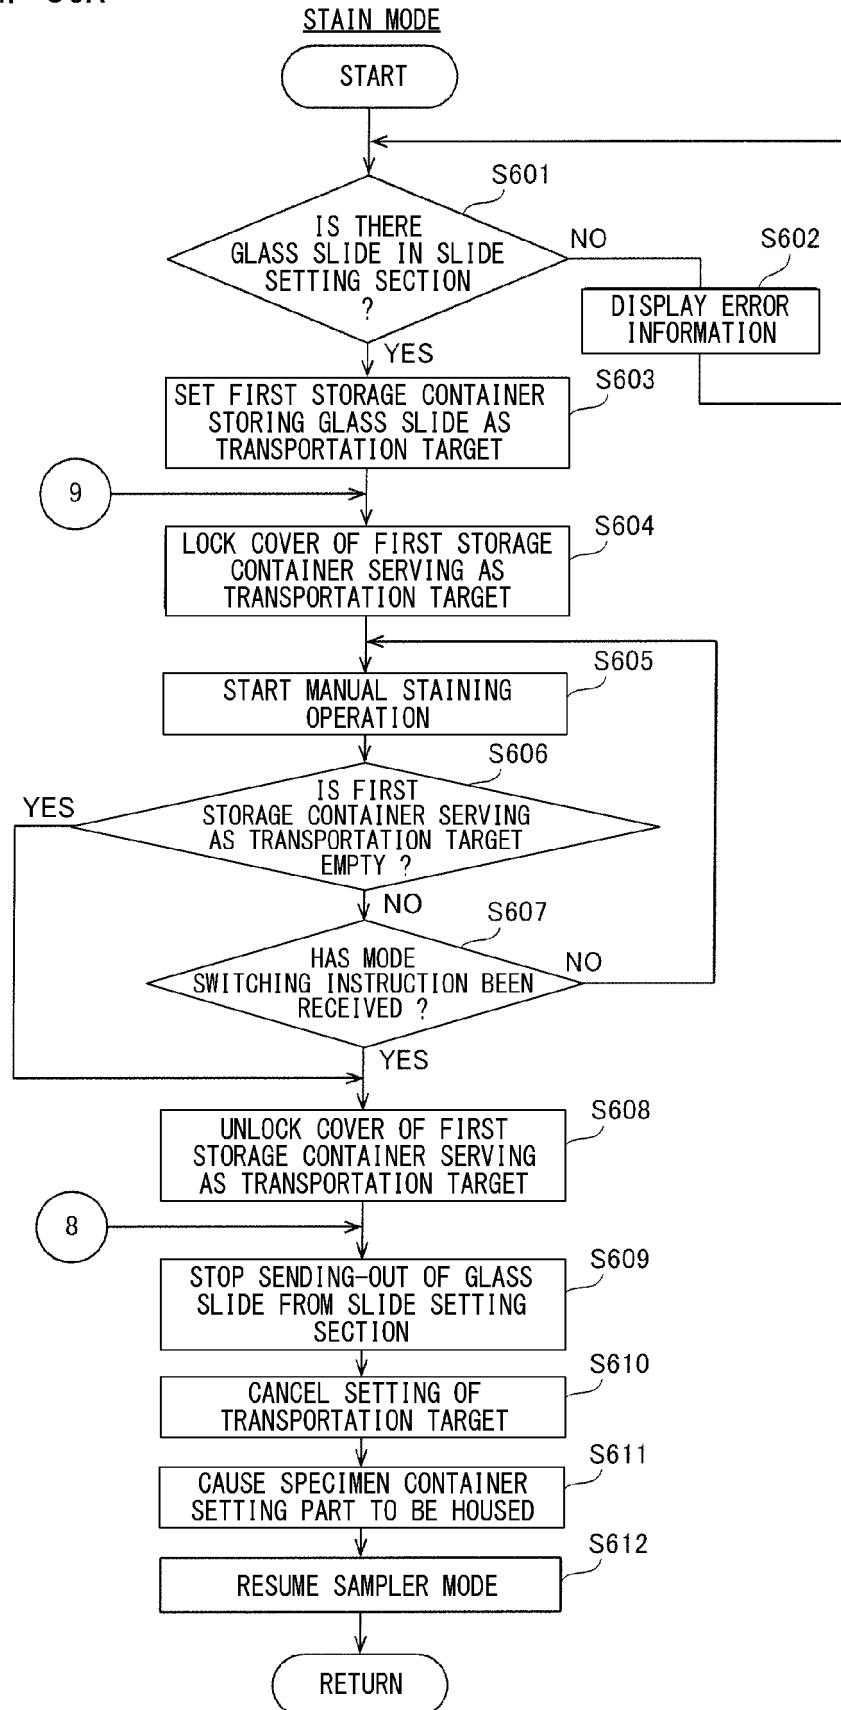 STAIN MODE
START
S601
IS THERE
GLASS SLIDE IN SLIDE
SETTING SECTION
?
NO
S602
DISPLAY ERROR
INFORMATION
YES
S603
SET FIRST STORAGE CONTAINER
STORING GLASS SLIDE AS
TRANSPORTATION TARGET
9
S604
LOCK COVER OF FIRST STORAGE
CONTAINER SERVING AS
TRANSPORTATION TARGET
S605
START MANUAL STAINING
OPERATION
S606
IS FIRST
STORAGE CONTAINER SERVING
AS TRANSPORTATION TARGET
EMPTY ?
YES
NO
S607
HAS MODE
SWITCHING INSTRUCTION BEEN
RECEIVED ?
NO
YES
S608
UNLOCK COVER OF FIRST
STORAGE CONTAINER SERVING
AS TRANSPORTATION TARGET
8
S609
STOP SENDING-OUT OF GLASS
SLIDE FROM SLIDE SETTING
SECTION
S610
CANCEL SETTING OF
TRANSPORTATION TARGET
S611
CAUSE SPECIMEN CONTAINER
SETTING PART TO BE HOUSED
S612
RESUME SAMPLER MODE
RETURN